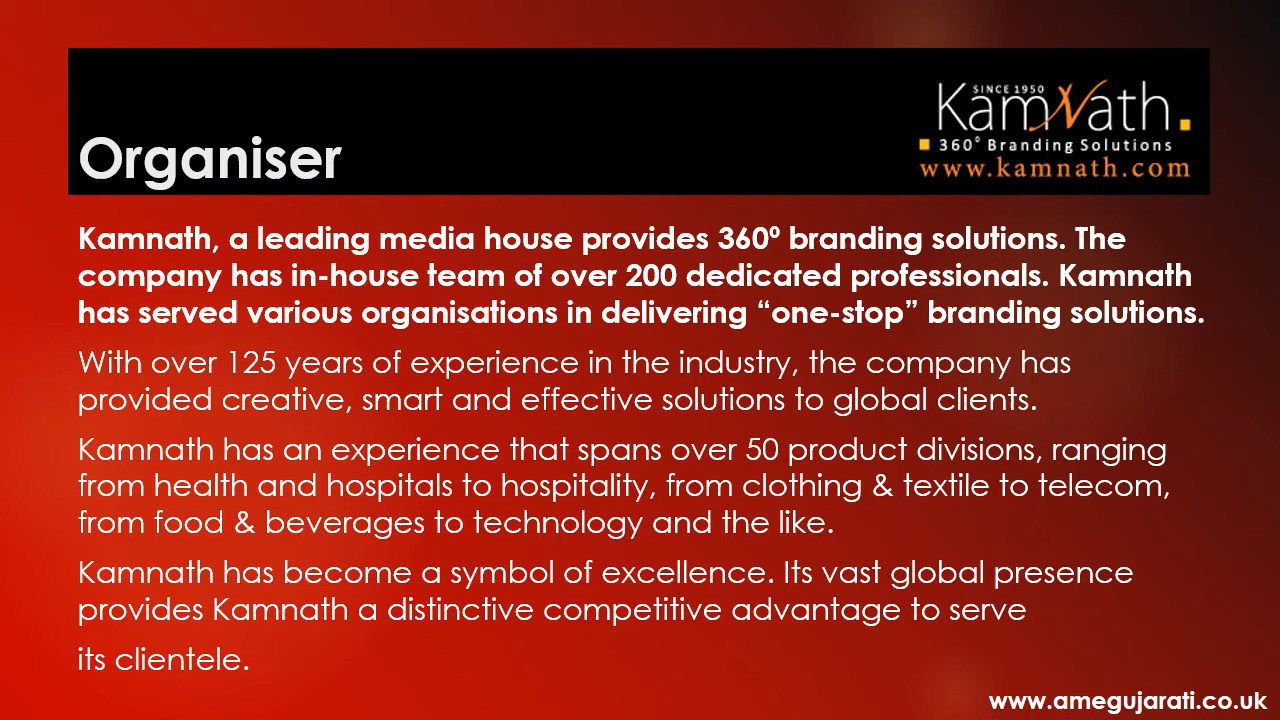 SINCE 1950
KamNath.
360° Branding Solutions
www.kamnath.com
Organiser
Kamnath, a leading media house provides 360⁰ branding solutions. The
company has in-house team of over 200 dedicated professionals. Kamnath
has served various organisations in delivering “one-stop” branding solutions.
With over 125 years of experience in the industry, the company has
provided creative, smart and effective solutions to global clients.
Kamnath has an experience that spans over 50 product divisions, ranging
from health and hospitals to hospitality, from clothing & textile to telecom,
from food & beverages to technology and the like.
Kamnath has become a symbol of excellence. Its vast global presence
provides Kamnath a distinctive competitive advantage to serve
its clientele.
www.amegujarati.co.uk